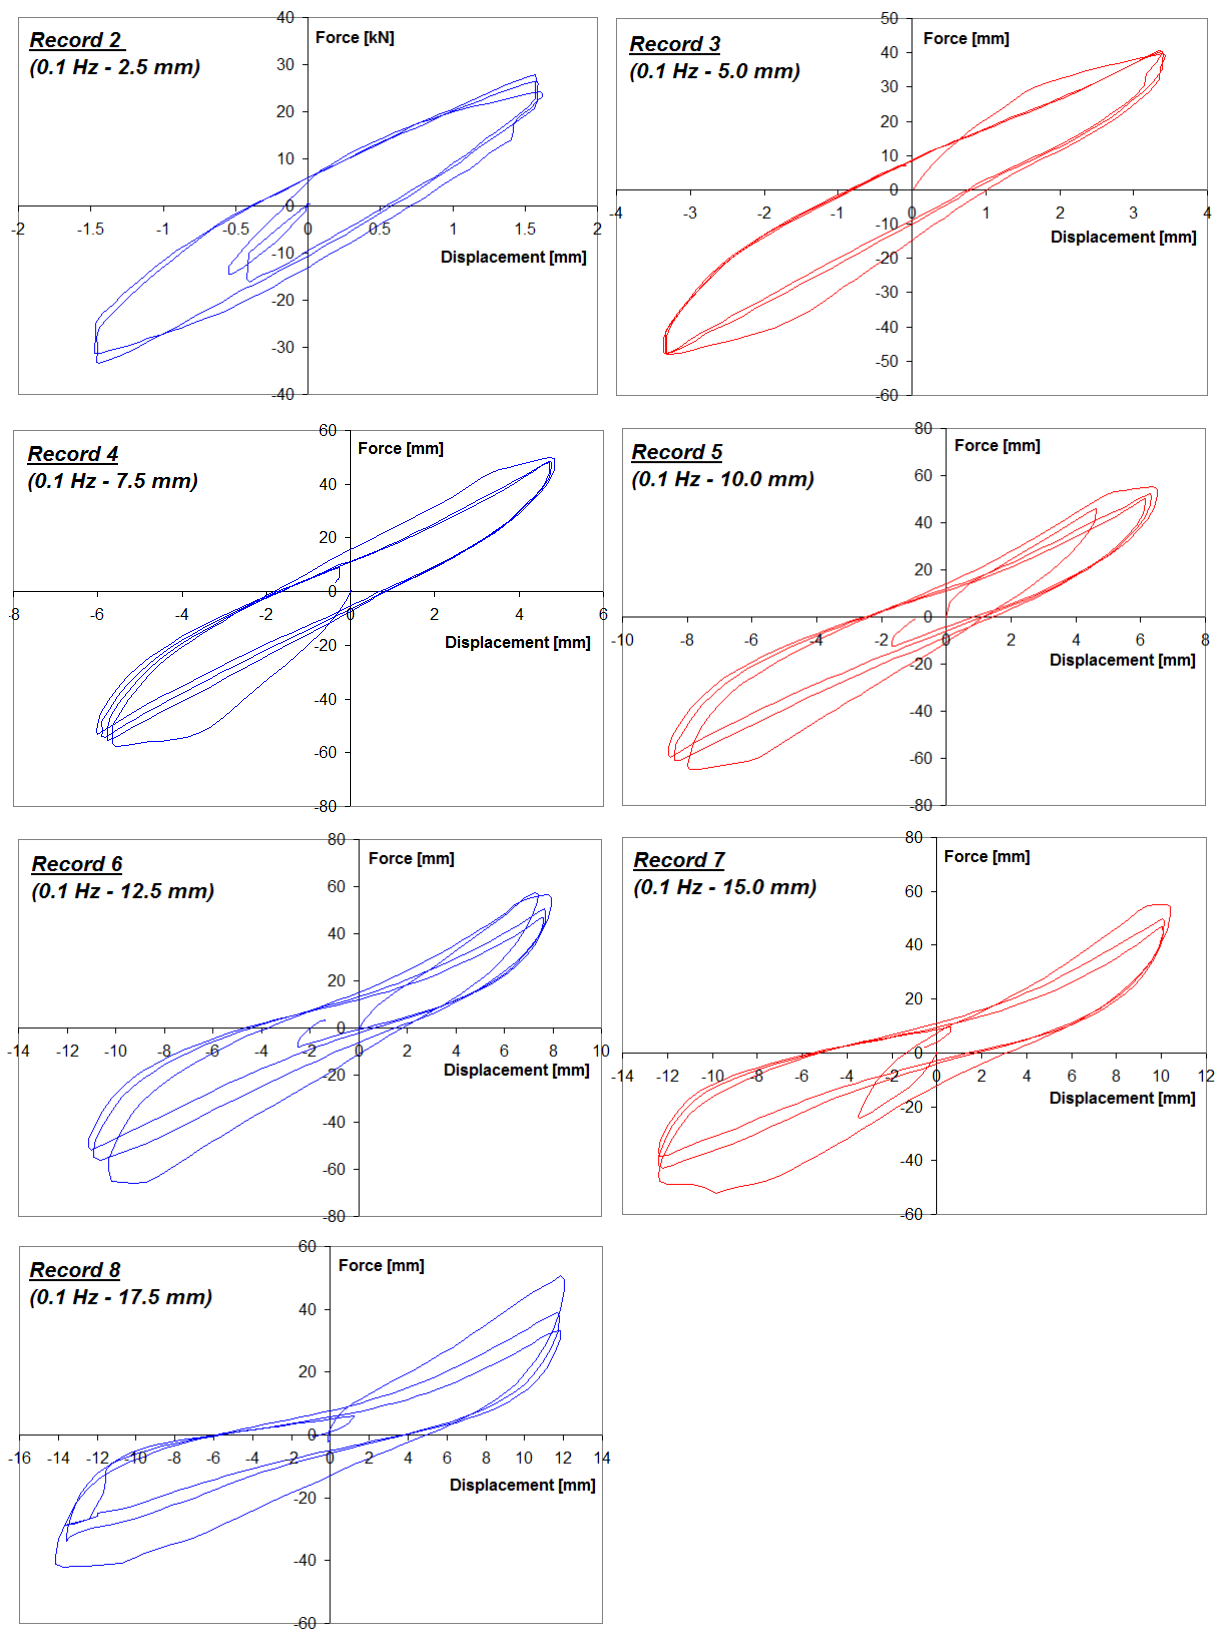 Record 2
(0.1 Hz - 2.5 mm)
Force [kN]
40
30
20
10
0
-10
-20
-30
-40
-2 -1.5 -1 -0.5 0 0.5 1 1.5 2
Displacement [mm]
Record 3
(0.1 Hz - 5.0 mm)
Force [mm]
50
40
30
20
10
0
-10
-20
-30
-40
-50
-60
-4 -3 -2 -1 0 1 2 3 4
Displacement [mm]
Record 4
(0.1 Hz - 7.5 mm)
Force [mm]
60
40
20
0
-20
-40
-60
-80
-8 -6 -4 -2 0 2 4 6
Displacement [mm]
Record 5
(0.1 Hz - 10.0 mm)
Force [mm]
80
60
40
20
0
-20
-40
-60
-80
-10 -8 -6 -4 -2 0 2 4 6 8
Displacement [mm]
Record 6
(0.1 Hz - 12.5 mm)
Force [mm]
80
60
40
20
0
-20
-40
-60
-80
-14 -12 -10 -8 -6 -4 -2 0 2 4 6 8 10
Displacement [mm]
Record 7
(0.1 Hz - 15.0 mm)
Force [mm]
80
60
40
20
0
-20
-40
-60
-14 -12 -10 -8 -6 -4 -2 0 2 4 6 8 10 12
Displacement [mm]
Record 8
(0.1 Hz - 17.5 mm)
Force [mm]
60
40
20
0
-20
-40
-60
-16 -14 -12 -10 -8 -6 -4 -2 0 2 4 6 8 10 12 14
Displacement [mm]